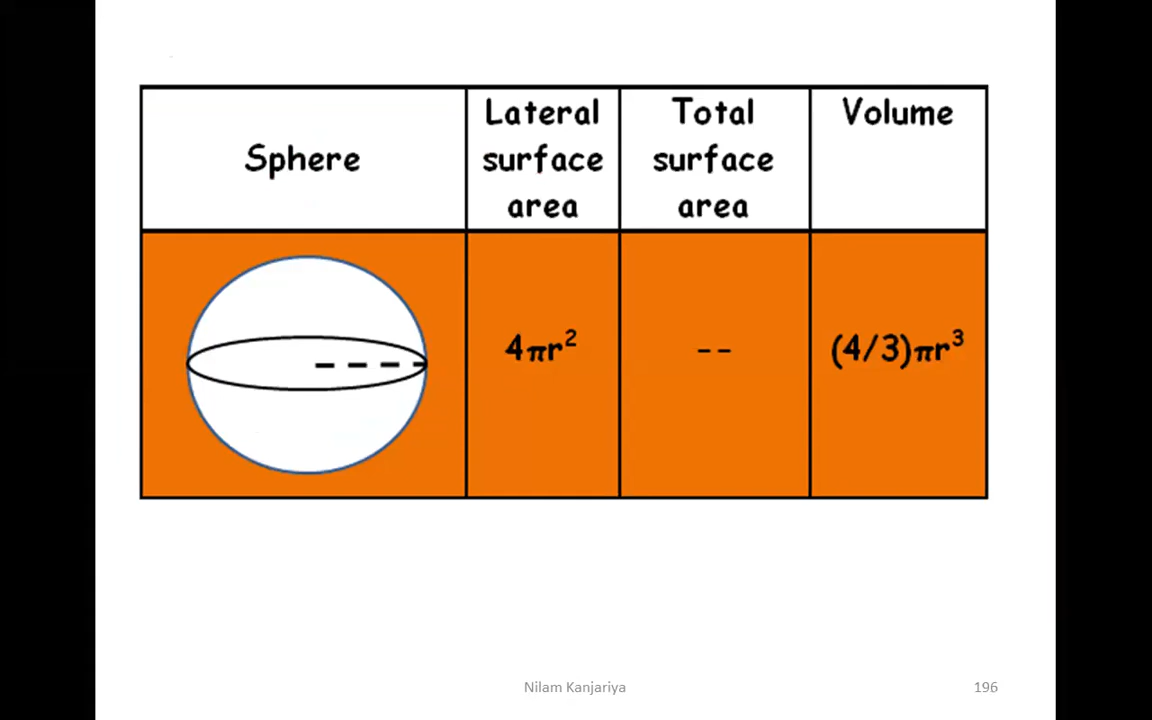 Sphere
Lateral
surface
area
Total
surface
area
Volume
4πr²
--
(4/3)πr³
Nilam Kanjariya
196